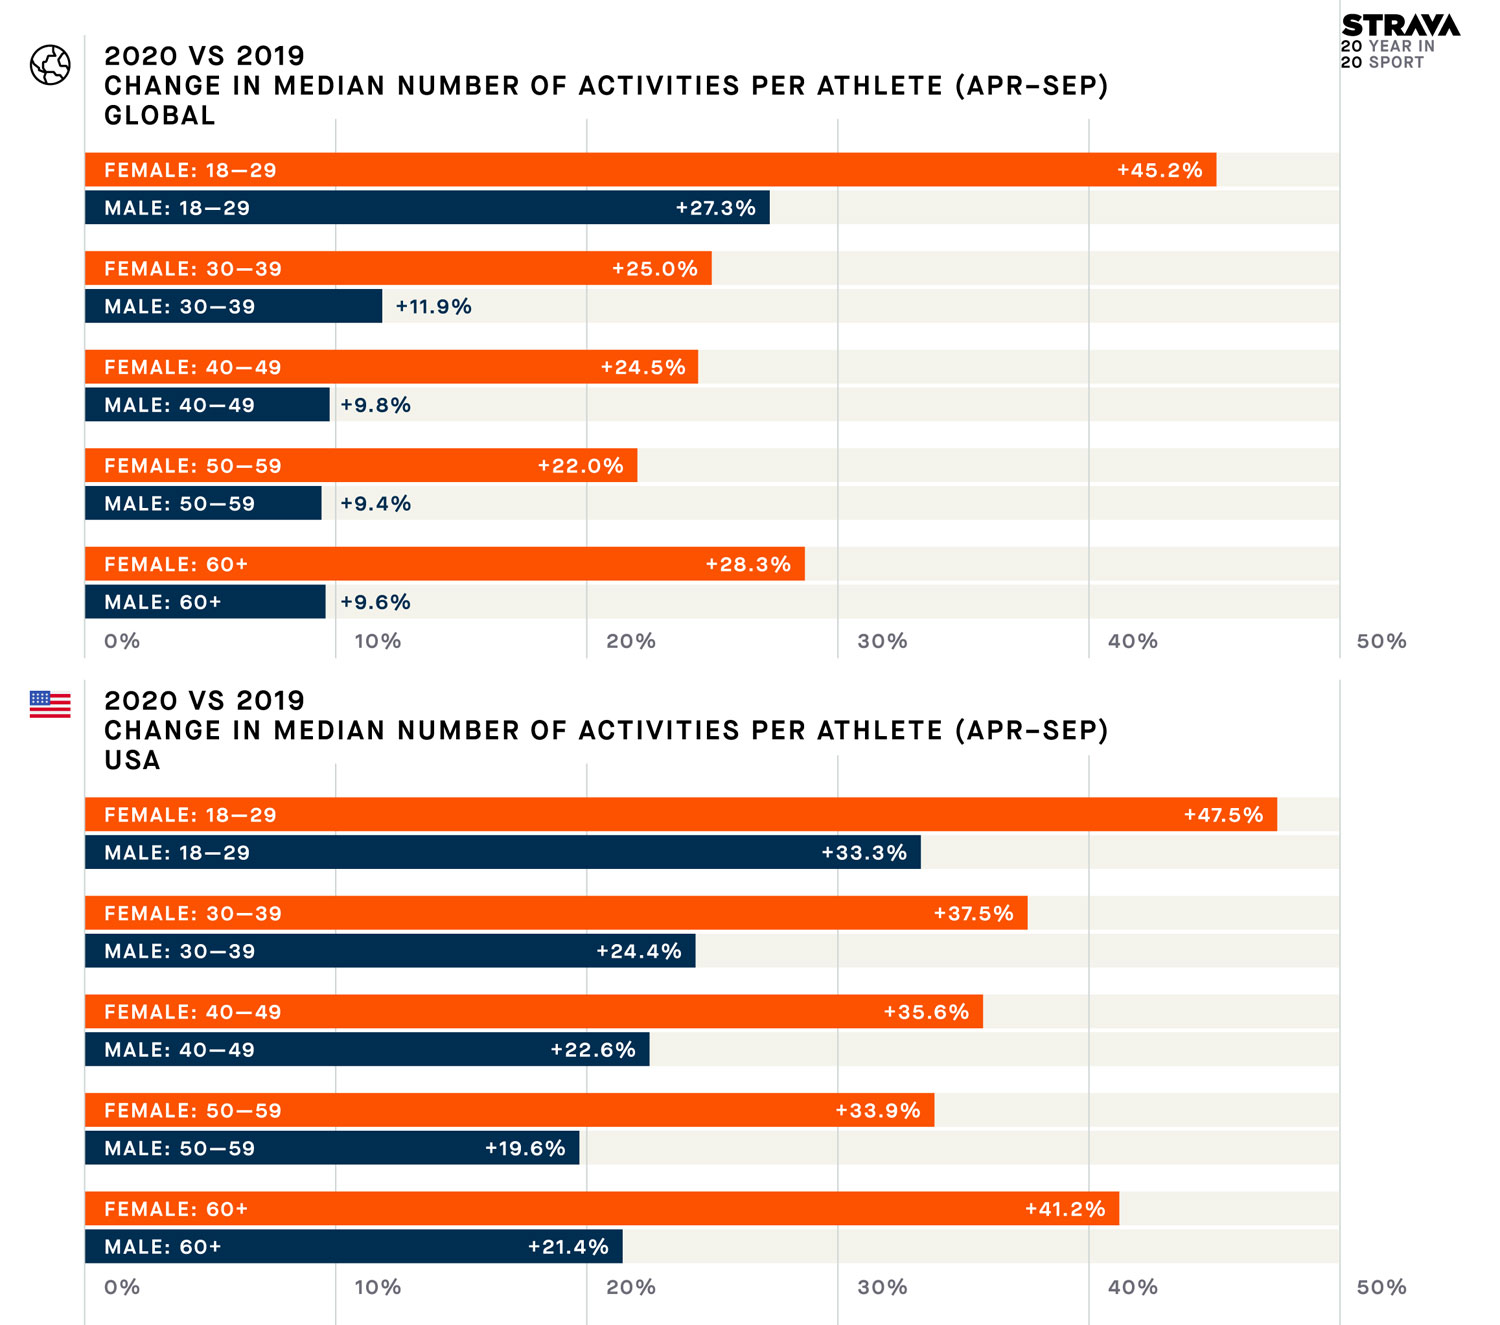 STRAVA
20 YEAR IN
20 SPORT
2020 VS 2019
CHANGE IN MEDIAN NUMBER OF ACTIVITIES PER ATHLETE (APR–SEP)
GLOBAL
FEMALE: 18—29 +45.2%
MALE: 18—29 +27.3%
FEMALE: 30—39 +25.0%
MALE: 30—39 +11.9%
FEMALE: 40—49 +24.5%
MALE: 40—49 +9.8%
FEMALE: 50—59 +22.0%
MALE: 50—59 +9.4%
FEMALE: 60+ +28.3%
MALE: 60+ +9.6%
0% 10% 20% 30% 40% 50%
2020 VS 2019
CHANGE IN MEDIAN NUMBER OF ACTIVITIES PER ATHLETE (APR–SEP)
USA
FEMALE: 18—29 +47.5%
MALE: 18—29 +33.3%
FEMALE: 30—39 +37.5%
MALE: 30—39 +24.4%
FEMALE: 40—49 +35.6%
MALE: 40—49 +22.6%
FEMALE: 50—59 +33.9%
MALE: 50—59 +19.6%
FEMALE: 60+ +41.2%
MALE: 60+ +21.4%
0% 10% 20% 30% 40% 50%